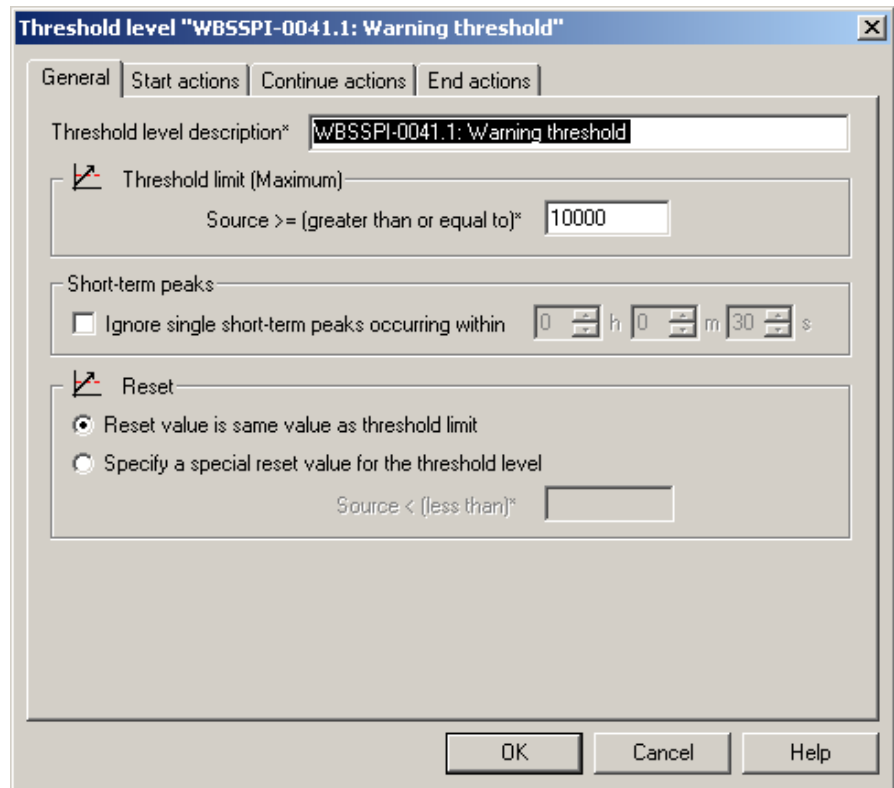 Threshold level "WBSSPI-0041.1: Warning threshold"
General Start actions Continue actions End actions
Threshold level description* WBSSPI-0041.1: Warning threshold
Threshold limit (Maximum)
Source >= (greater than or equal to)* 10000
Short-term peaks
Ignore single short-term peaks occurring within 0 h 0 m 30 s
Reset
Reset value is same value as threshold limit
Specify a special reset value for the threshold level
Source < (less than)*
OK Cancel Help